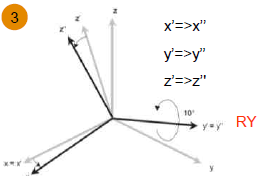 3
x'=>x''
y'=>y''
z'=>z''
z
z''
z'
10°
y' = y''
RY
x = x'
y